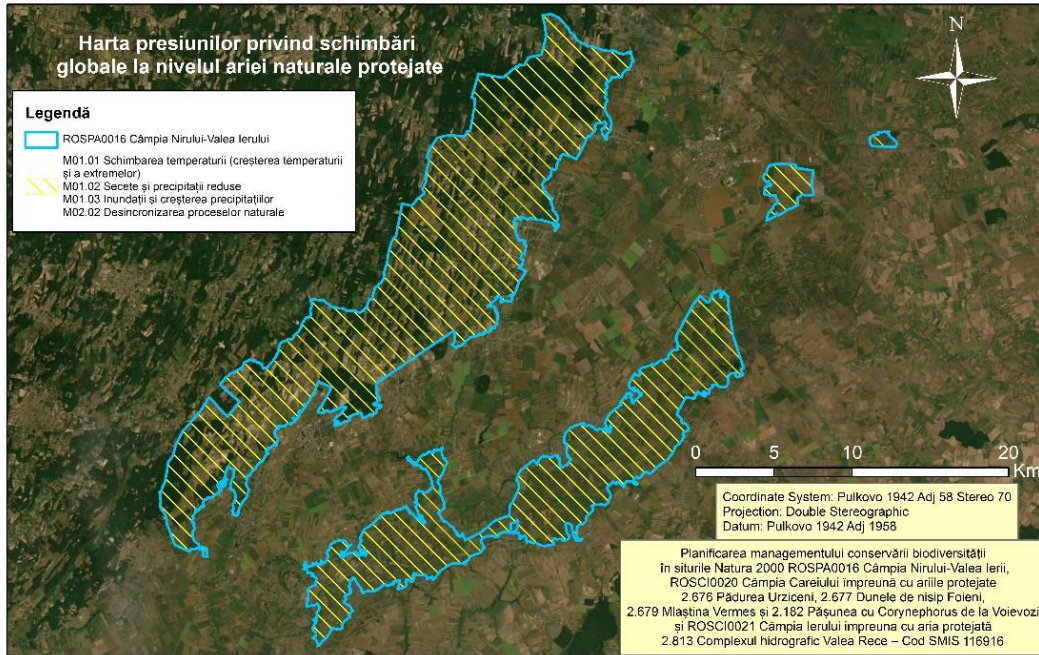 Harta presiunilor privind schimbări
globale la nivelul ariei naturale protejate
N
Legendă
ROSPA0016 Câmpia Nirului-Valea Ierului
M01.01 Schimbarea temperaturii (creșterea temperaturii
și a extremelor)
M01.02 Secete și precipitații reduse
M01.03 Inundații și creșterea precipitațiilor
M02.02 Desincronizarea proceselor naturale
0 5 10 20
Km
Coordinate System: Pulkovo 1942 Adj 58 Stereo 70
Projection: Double Stereographic
Datum: Pulkovo 1942 Adj 1958
Planificarea managementului conservării biodiversității
în siturile Natura 2000 ROSPA0016 Câmpia Nirului-Valea Ierii,
ROSCI0020 Câmpia Careiului împreună cu ariile protejate
2.676 Pădurea Urziceni, 2.677 Dunele de nisip Foieni,
2.679 Mlaștina Vermes și 2.182 Pășunea cu Corynephorus de la Voievozi
și ROSCI0021 Câmpia Ierului impreuna cu aria protejată
2.813 Complexul hidrografic Valea Rece – Cod SMIS 116916